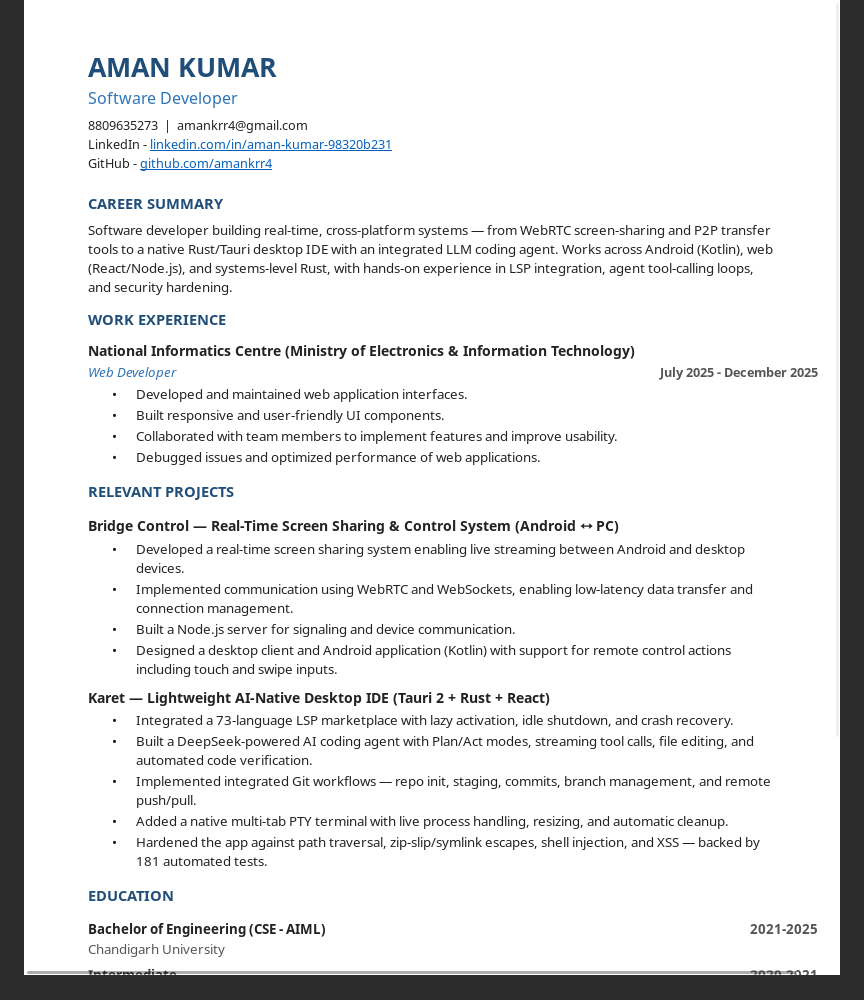 AMAN KUMAR
Software Developer
8809635273 | amankrr4@gmail.com
LinkedIn - linkedin.com/in/aman-kumar-98320b231
GitHub - github.com/amankrr4
CAREER SUMMARY
Software developer building real-time, cross-platform systems — from WebRTC screen-sharing and P2P transfer
tools to a native Rust/Tauri desktop IDE with an integrated LLM coding agent. Works across Android (Kotlin), web
(React/Node.js), and systems-level Rust, with hands-on experience in LSP integration, agent tool-calling loops,
and security hardening.
WORK EXPERIENCE
National Informatics Centre (Ministry of Electronics & Information Technology)
Web Developer July 2025 - December 2025
• Developed and maintained web application interfaces.
• Built responsive and user-friendly UI components.
• Collaborated with team members to implement features and improve usability.
• Debugged issues and optimized performance of web applications.
RELEVANT PROJECTS
Bridge Control — Real-Time Screen Sharing & Control System (Android ↔ PC)
• Developed a real-time screen sharing system enabling live streaming between Android and desktop
devices.
• Implemented communication using WebRTC and WebSockets, enabling low-latency data transfer and
connection management.
• Built a Node.js server for signaling and device communication.
• Designed a desktop client and Android application (Kotlin) with support for remote control actions
including touch and swipe inputs.
Karet — Lightweight AI-Native Desktop IDE (Tauri 2 + Rust + React)
• Integrated a 73-language LSP marketplace with lazy activation, idle shutdown, and crash recovery.
• Built a DeepSeek-powered AI coding agent with Plan/Act modes, streaming tool calls, file editing, and
automated code verification.
• Implemented integrated Git workflows — repo init, staging, commits, branch management, and remote
push/pull.
• Added a native multi-tab PTY terminal with live process handling, resizing, and automatic cleanup.
• Hardened the app against path traversal, zip-slip/symlink escapes, shell injection, and XSS — backed by
181 automated tests.
EDUCATION
Bachelor of Engineering (CSE - AIML) 2021-2025
Chandigarh University
Intermediate 2020-2021